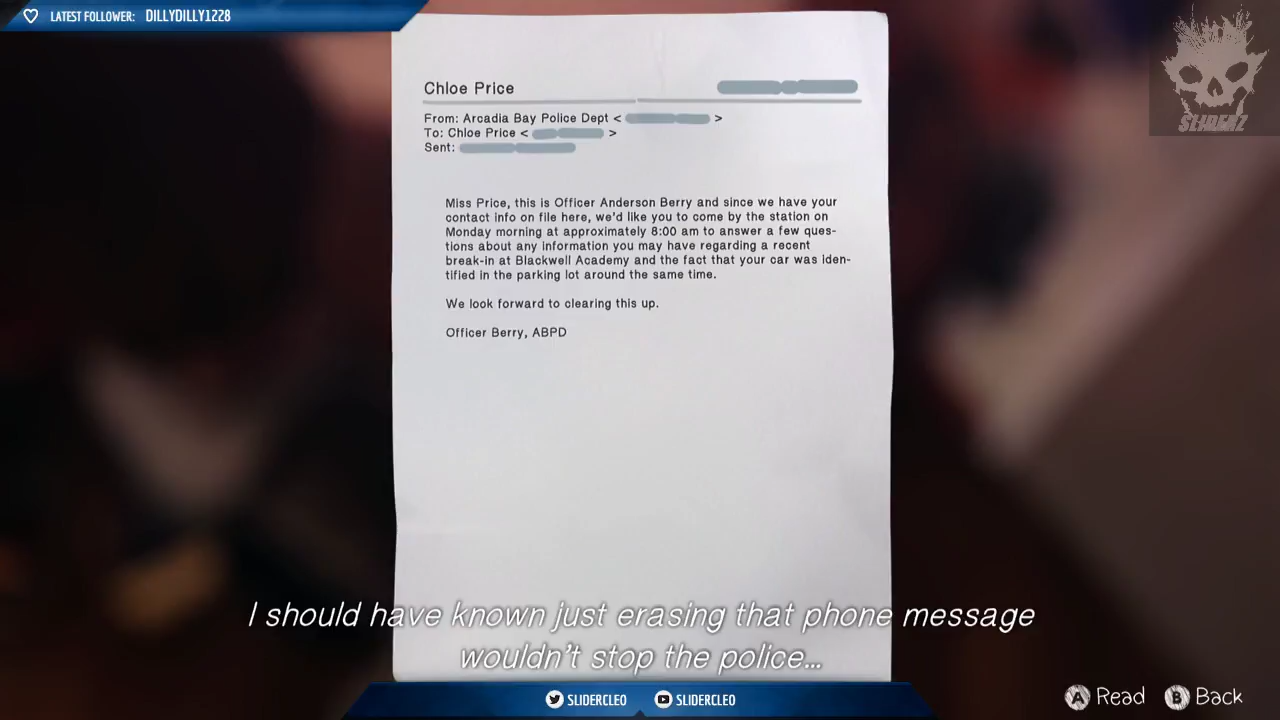 LATEST FOLLOWER: DILLYDILLY1228
SLIDERZ
Chloe Price
From: Arcadia Bay Police Dept < >
To: Chloe Price < >
Sent:
Miss Price, this is Officer Anderson Berry and since we have your
contact info on file here, we'd like you to come by the station on
Monday morning at approximately 8:00 am to answer a few ques-
tions about any information you may have regarding a recent
break-in at Blackwell Academy and the fact that your car was iden-
tified in the parking lot around the same time.
We look forward to clearing this up.
Officer Berry, ABPD
I should have known just erasing that phone message
wouldn't stop the police...
SLIDERCLEO SLIDERCLEO
A Read B Back